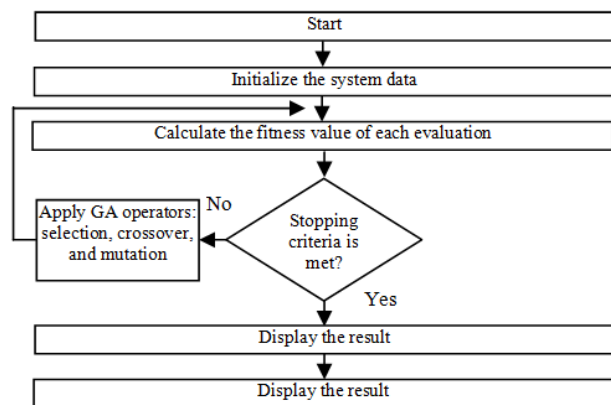 Start
Initialize the system data
Calculate the fitness value of each evaluation
Apply GA operators:
selection, crossover,
and mutation
No
Stopping
criteria is
met?
Yes
Display the result
Display the result